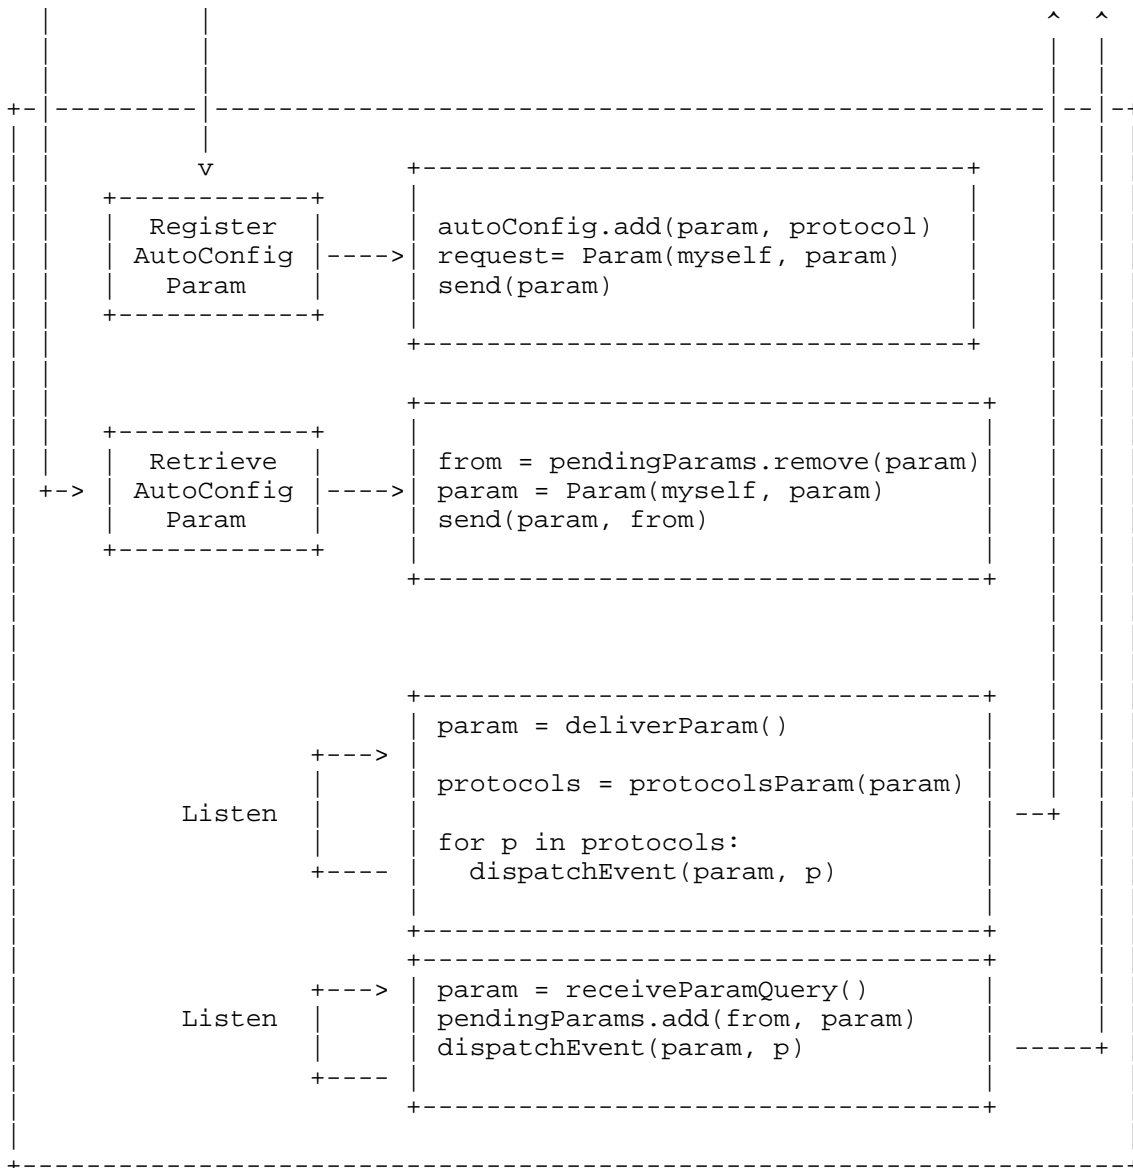 Register
AutoConfig
Param
autoConfig.add(param, protocol)
request= Param(myself, param)
send(param)
Retrieve
AutoConfig
Param
from = pendingParams.remove(param)
param = Param(myself, param)
send(param, from)
Listen
param = deliverParam()
protocols = protocolsParam(param)
for p in protocols:
dispatchEvent(param, p)
Listen
param = receiveParamQuery()
pendingParams.add(from, param)
dispatchEvent(param, p)